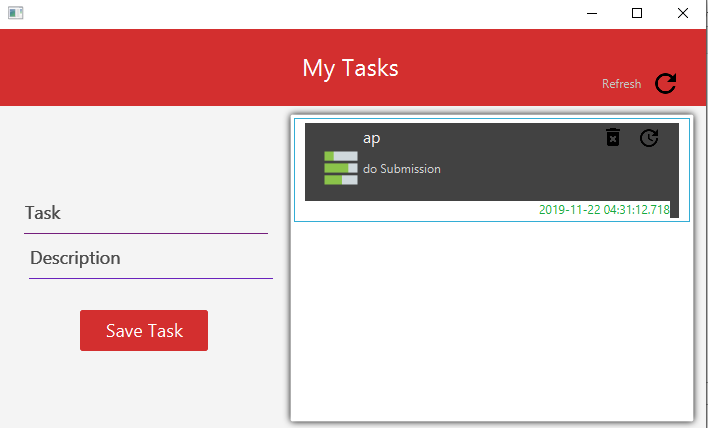 My Tasks
Refresh
ap
do Submission
2019-11-22 04:31:12.718
Task
Description
Save Task